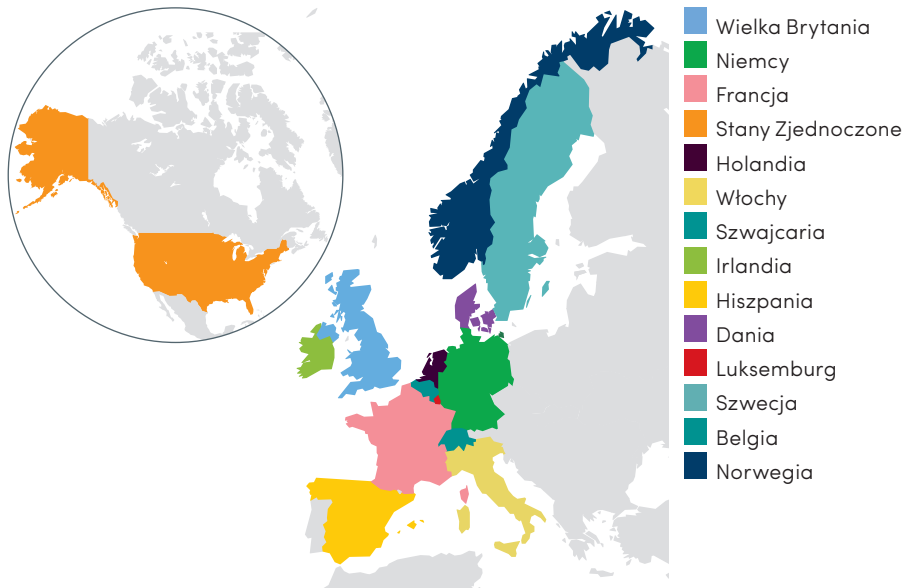 Wielka Brytania
Niemcy
Francja
Stany Zjednoczone
Holandia
Włochy
Szwajcaria
Irlandia
Hiszpania
Dania
Luksemburg
Szwecja
Belgia
Norwegia